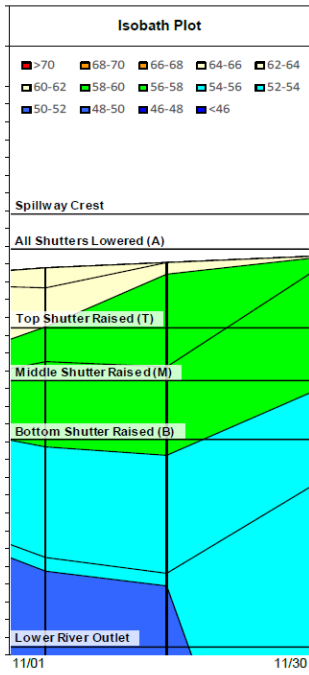 Isobath Plot
>70 68-70 66-68 64-66 62-64
60-62 58-60 56-58 54-56 52-54
50-52 48-50 46-48 <46
Spillway Crest
All Shutters Lowered (A)
Top Shutter Raised (T)
Middle Shutter Raised (M)
Bottom Shutter Raised (B)
Lower River Outlet
11/01 11/30